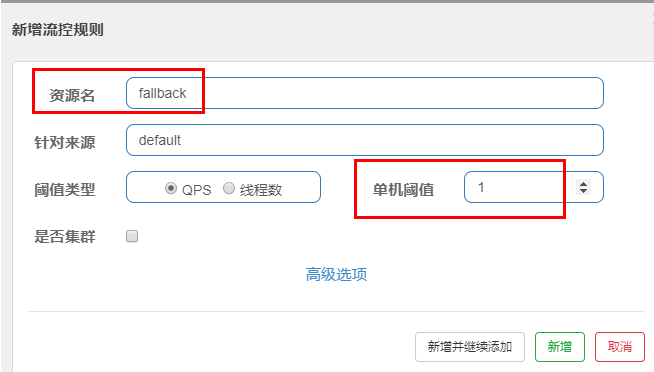 新增流控规则
资源名 fallback
针对来源 default
阈值类型 QPS 线程数 单机阈值 1
是否集群
高级选项
新增并继续添加 新增 取消